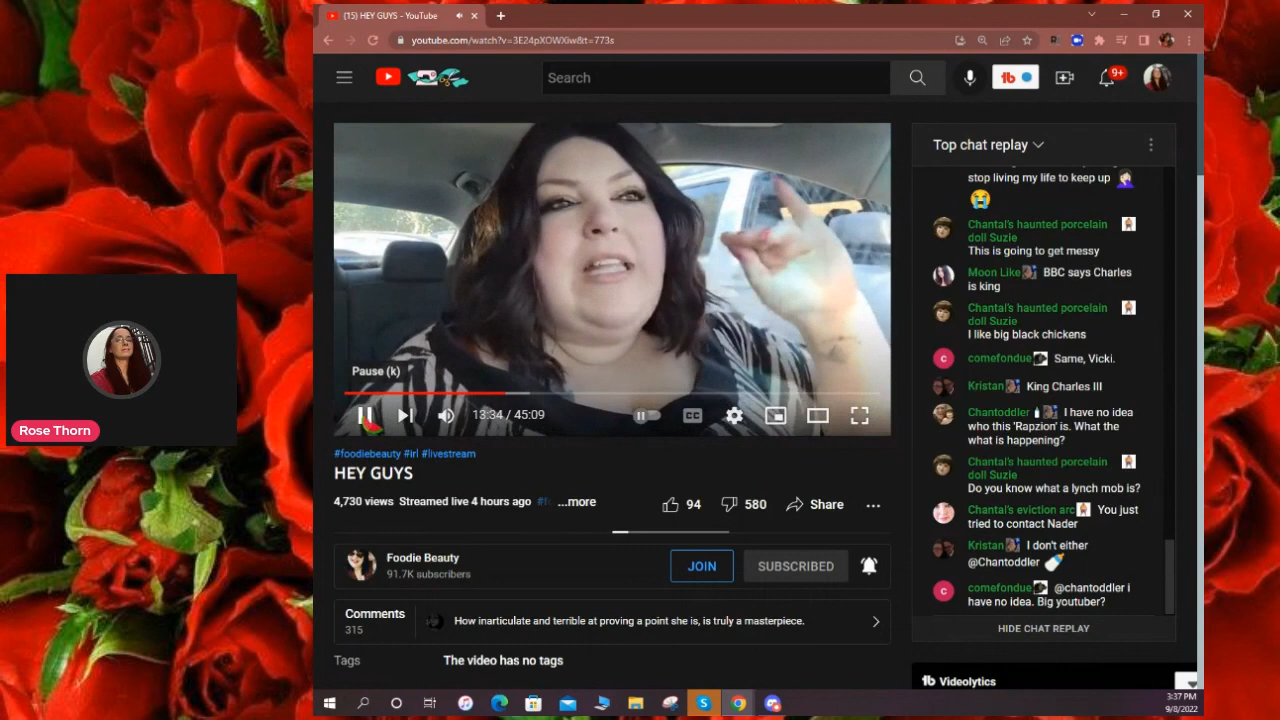 (15) HEY GUYS - YouTube
youtube.com/watch?v=3E24pXOWXiw&t=773s
Search
9+
Top chat replay
stop living my life to keep up
Chantal's haunted porcelain
doll Suzie
This is going to get messy
Moon Like BBC says Charles
is king
Chantal's haunted porcelain
doll Suzie
I like big black chickens
comefondue Same, Vicki.
Kristan King Charles III
Chantoddler I have no idea
who this 'Rapzion' is. What the
what is happening?
Chantal's haunted porcelain
doll Suzie
Do you know what a lynch mob is?
Chantal's eviction arc You just
tried to contact Nader
Kristan I don't either
@Chantoddler
comefondue @chantoddler i
have no idea. Big youtuber?
HIDE CHAT REPLAY
Pause (k)
13:34 / 45:09
CC
Rose Thorn
#foodiebeauty #irl #livestream
HEY GUYS
4,730 views Streamed live 4 hours ago ...more
94
580
Share
Foodie Beauty
91.7K subscribers
JOIN
SUBSCRIBED
Comments
315
How inarticulate and terrible at proving a point she is, is truly a masterpiece.
Tags
The video has no tags
tb Videolytics
3:37 PM
9/8/2022